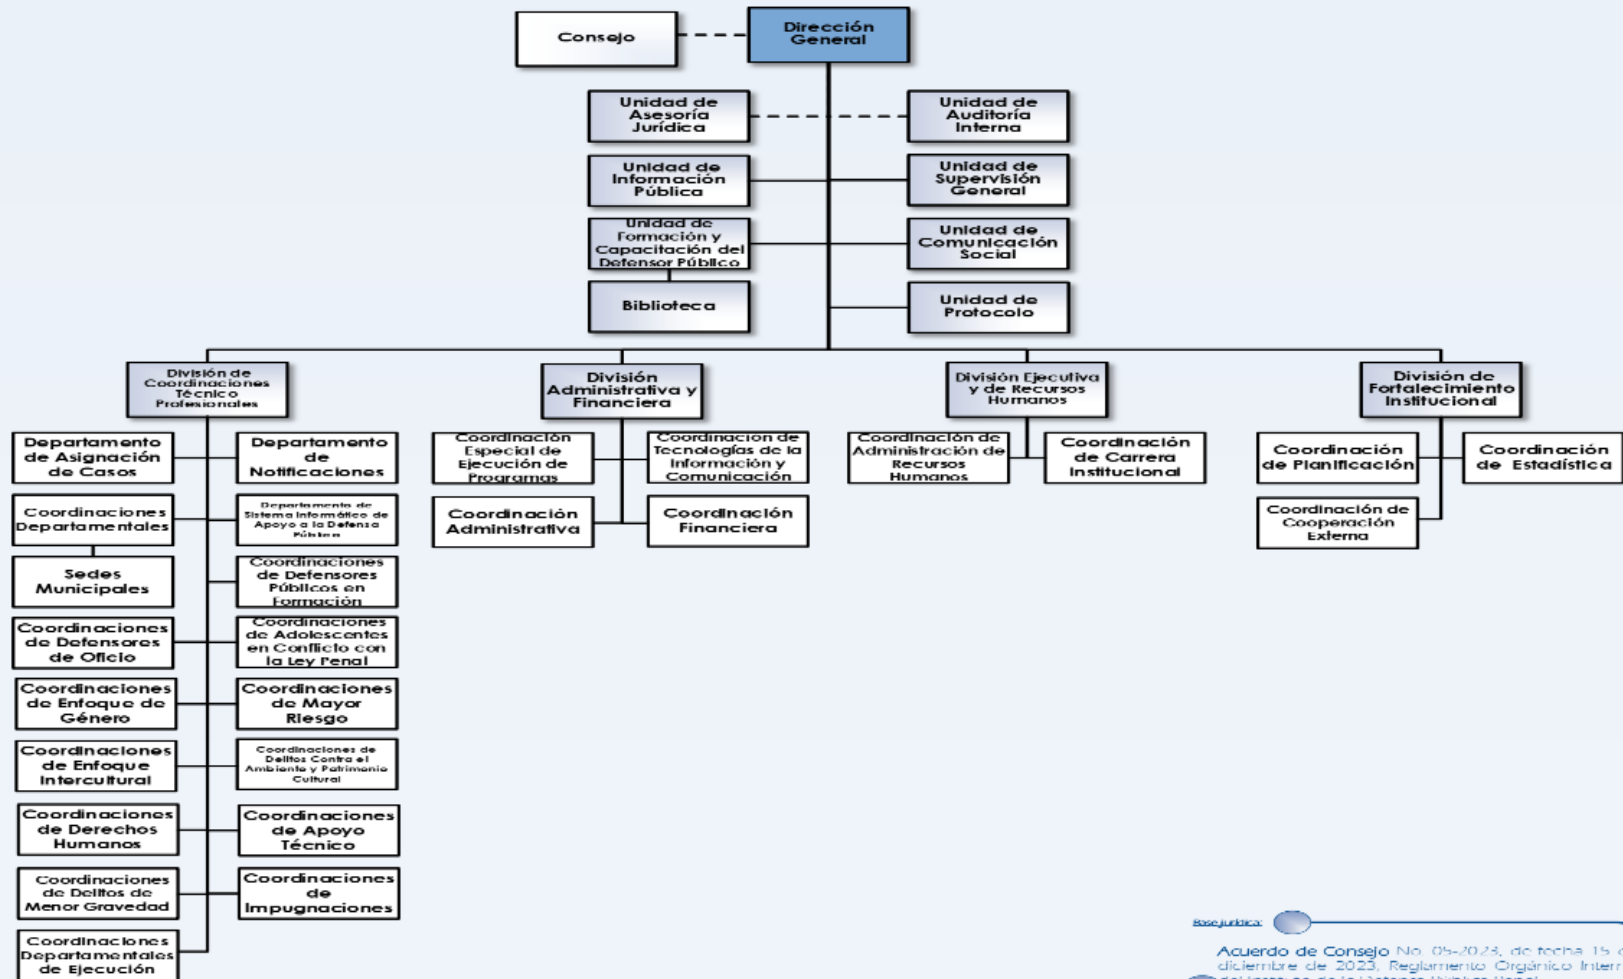 Consejo
Dirección
General
Unidad de
Asesoría
Jurídica
Unidad de
Auditoría
Interna
Unidad de
Información
Pública
Unidad de
Supervisión
General
Unidad de
Formación y
Capacitación del
Defensor Público
Unidad de
Comunicación
Social
Biblioteca
Unidad de
Protocolo
División de
Coordinaciones
Técnico
Profesionales
División
Administrativa y
Financiera
División Ejecutiva
y de Recursos
Humanos
División de
Fortalecimiento
Institucional
Departamento
de Asignación
de Casos
Departamento
de
Notificaciones
Coordinaciones
Departamentales
Departamento de
Sistema Informático de
Apoyo a la Defensa
Pública
Sedes
Municipales
Coordinaciones
de Defensores
Públicos en
Formación
Coordinaciones
de Defensores
de Oficio
Coordinaciones
de Adolescentes
en Conflicto con
la Ley Penal
Coordinaciones
de Enfoque de
Género
Coordinaciones
de Mayor
Riesgo
Coordinaciones
de Enfoque
Intercultural
Coordinaciones de
Delitos Contra el
Ambiente y Patrimonio
Cultural
Coordinaciones
de Derechos
Humanos
Coordinaciones
de Apoyo
Técnico
Coordinaciones
de Delitos de
Menor Gravedad
Coordinaciones
de
Impugnaciones
Coordinaciones
Departamentales
de Ejecución
Coordinación
Especial de
Ejecución de
Programas
Coordinación de
Tecnologías de la
Información y
Comunicación
Coordinación
Administrativa
Coordinación
Financiera
Coordinación de
Administración de
Recursos
Humanos
Coordinación
de Carrera
Institucional
Coordinación
de Planificación
Coordinación
de Estadística
Coordinación de
Cooperación
Externa
Base jurídica:
Acuerdo de Consejo No. 05-2023, de fecha 15
diciembre de 2023, Reglamento Orgánico